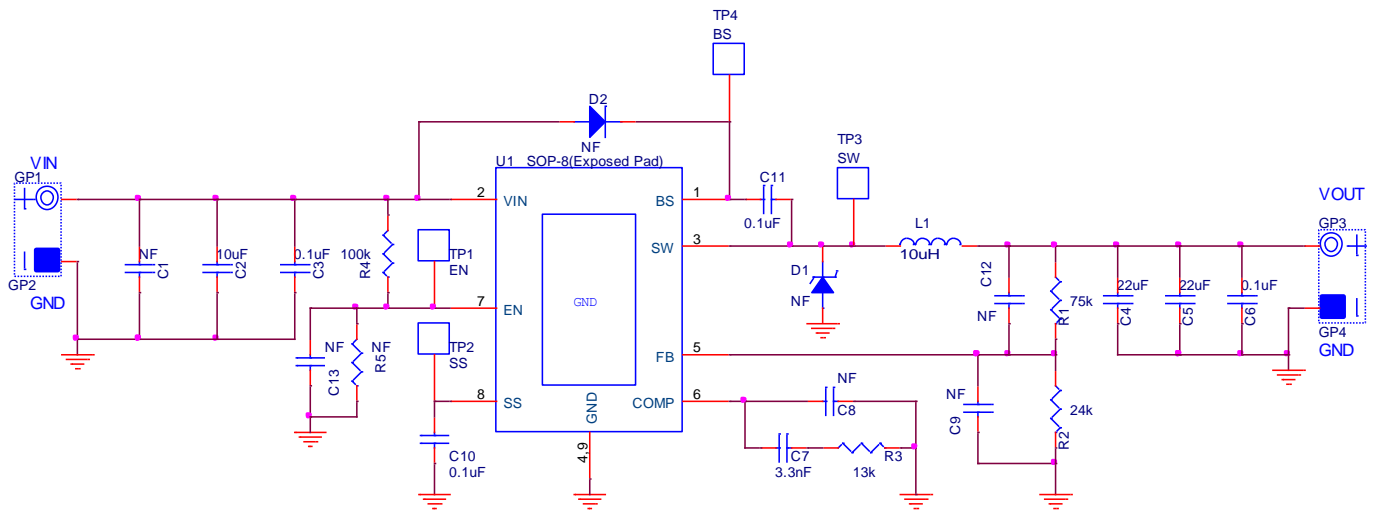 TP4
BS
D2
NF
U1 SOP-8(Exposed Pad)
TP3
SW
VIN
GP1
GP2
GND
NF
C1
10uF
C2
0.1uF
C3
100k
R4
TP1
EN
NF
C13
NF
R5
TP2
SS
C10
0.1uF
2
VIN
7
EN
8
SS
GND
GND
4,9
BS
1
SW
3
FB
5
COMP
6
C11
0.1uF
D1
NF
L1
10uH
C12
NF
75k
R1
22uF
C4
22uF
C5
0.1uF
C6
VOUT
GP3
GP4
GND
NF
C8
C7
3.3nF
R3
13k
NF
C9
24k
R2